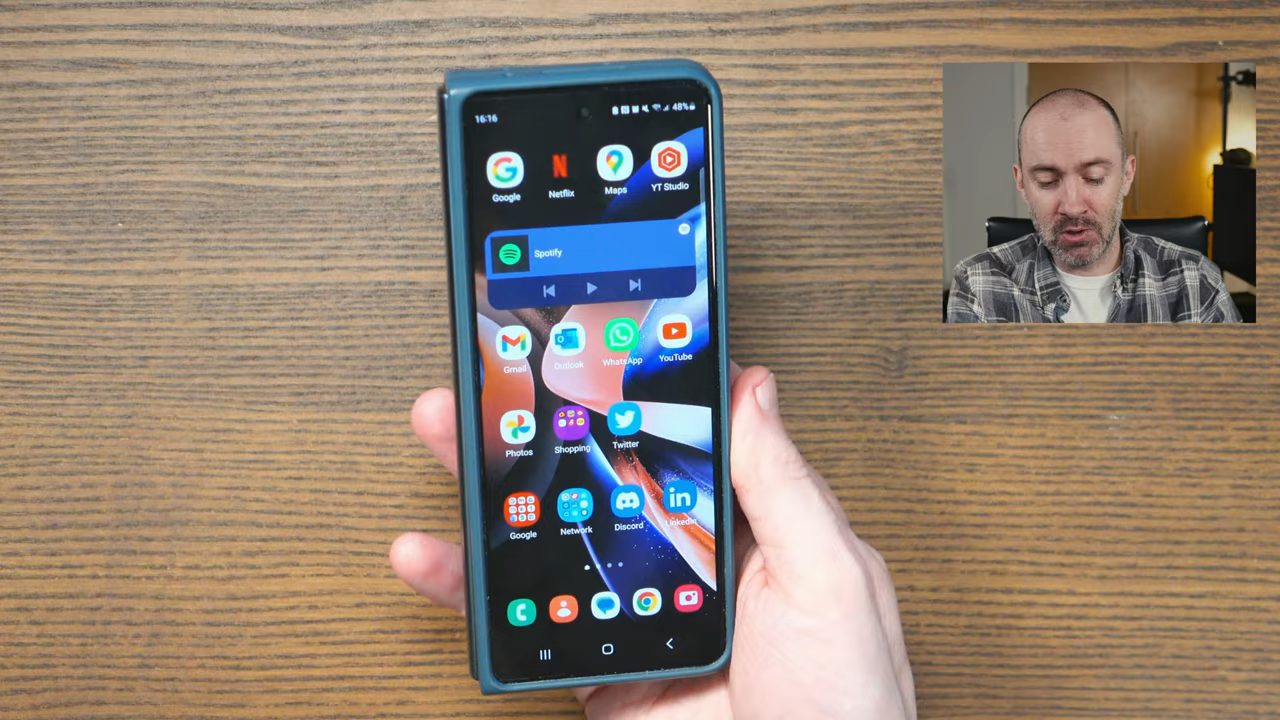 16:16
48%
Google
Netflix
Maps
YT Studio
Spotify
Gmail
Outlook
WhatsApp
YouTube
Photos
Shopping
Twitter
Google
Network
Discord
LinkedIn